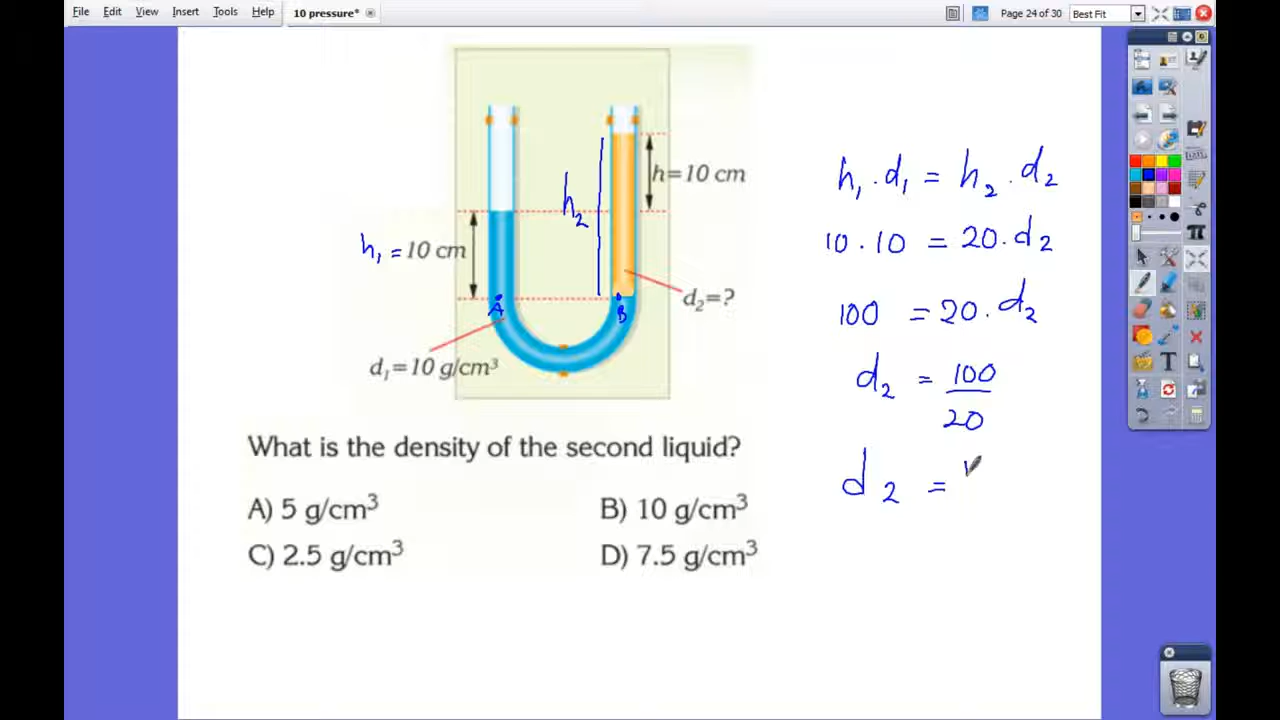 File Edit View Insert Tools Help 10 pressure* Page 24 of 30 Best Fit
h=10 cm
h₂
h₁ = 10 cm
d₂=?
A B
d₁=10 g/cm³
What is the density of the second liquid?
A) 5 g/cm³ B) 10 g/cm³
C) 2.5 g/cm³ D) 7.5 g/cm³
h₁ . d₁ = h₂ . d₂
10 . 10 = 20 . d₂
100 = 20 . d₂
d₂ = 100/20
d₂ =